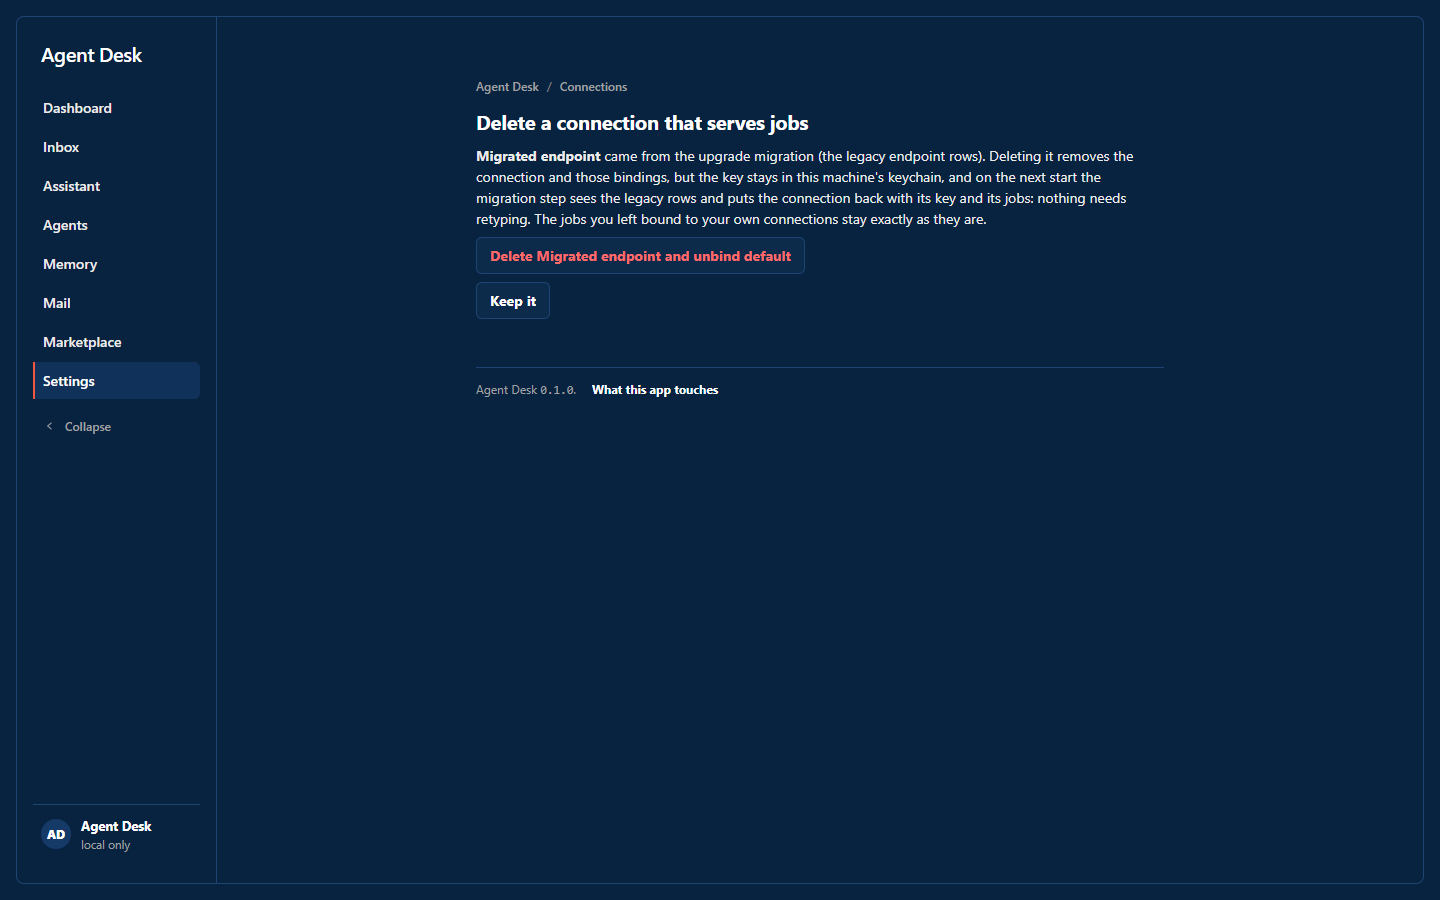 Agent Desk
Dashboard
Inbox
Assistant
Agents
Memory
Mail
Marketplace
Settings
Collapse
AD
Agent Desk
local only
Agent Desk / Connections
Delete a connection that serves jobs
Migrated endpoint came from the upgrade migration (the legacy endpoint rows). Deleting it removes the
connection and those bindings, but the key stays in this machine's keychain, and on the next start the
migration step sees the legacy rows and puts the connection back with its key and its jobs: nothing needs
retyping. The jobs you left bound to your own connections stay exactly as they are.
Delete Migrated endpoint and unbind default
Keep it
Agent Desk 0.1.0. What this app touches